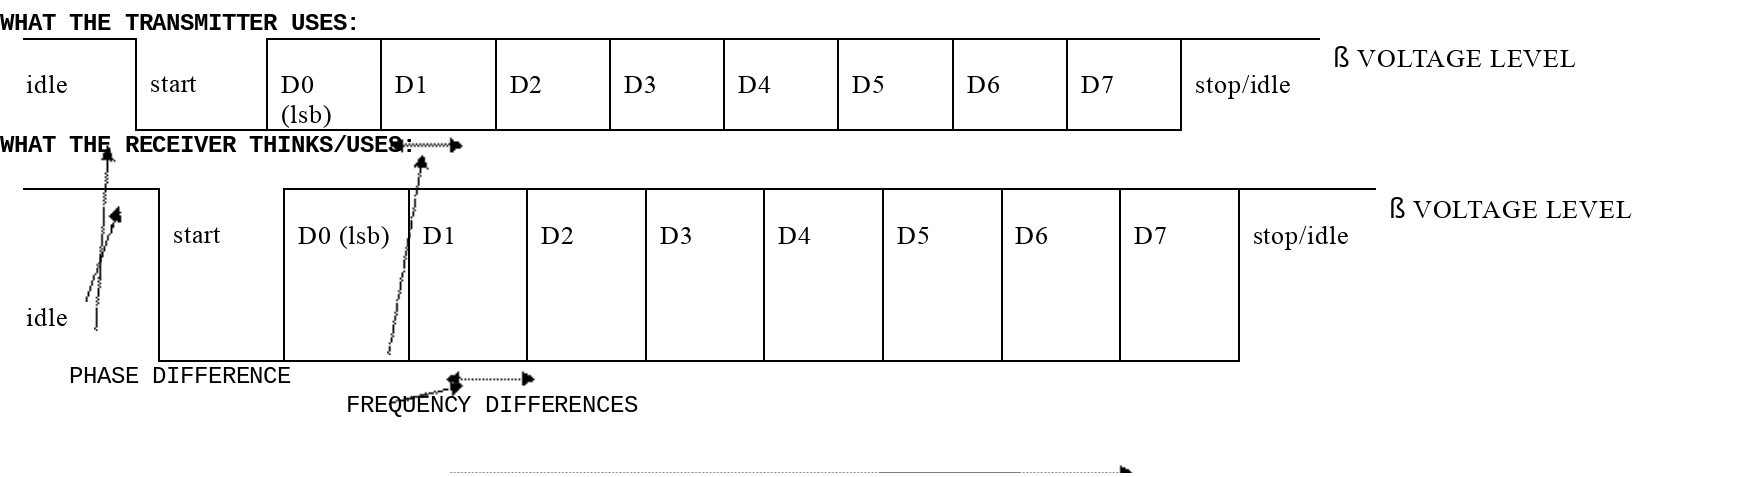 WHAT THE TRANSMITTER USES:
idle start D0 D1 D2 D3 D4 D5 D6 D7 stop/idle ß VOLTAGE LEVEL
(lsb)
WHAT THE RECEIVER THINKS/USES:
start D0 (lsb) D1 D2 D3 D4 D5 D6 D7 stop/idle ß VOLTAGE LEVEL
idle
PHASE DIFFERENCE
FREQUENCY DIFFERENCES